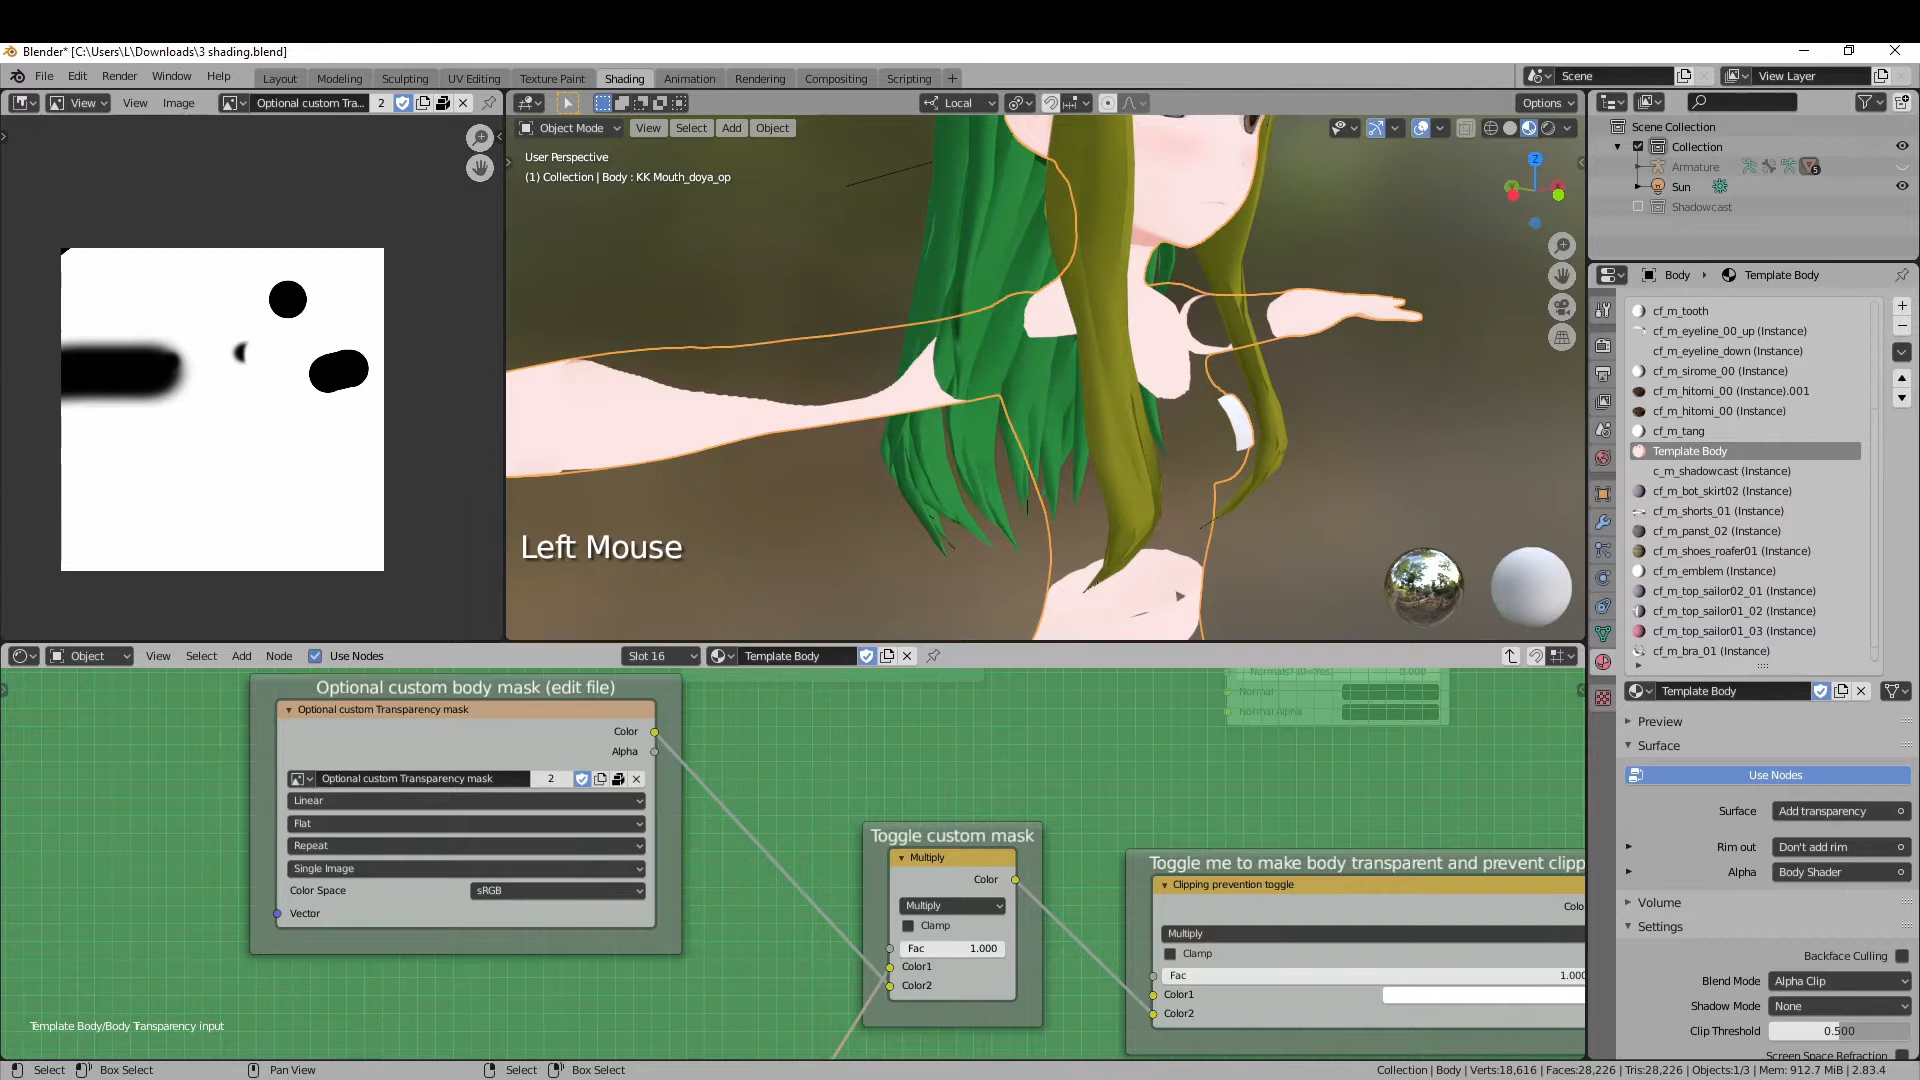 Blender* [C:\Users\L\Downloads\3 shading.blend]
File Edit Render Window Help Layout Modeling Sculpting UV Editing Texture Paint Shading Animation Rendering Compositing Scripting + Scene View Layer
View View Image Optional custom Tra... 2 Local Options
Object Mode View Select Add Object
User Perspective
(1) Collection | Body : KK Mouth_doya_op
Z
Left Mouse
Scene Collection
Collection
Armature 5
Sun
Shadowcast
Body Template Body
cf_m_tooth
cf_m_eyeline_00_up (Instance)
cf_m_eyeline_down (Instance)
cf_m_sirome_00 (Instance)
cf_m_hitomi_00 (Instance).001
cf_m_hitomi_00 (Instance)
cf_m_tang
Template Body
c_m_shadowcast (Instance)
cf_m_bot_skirt02 (Instance)
cf_m_shorts_01 (Instance)
cf_m_panst_02 (Instance)
cf_m_shoes_roafer01 (Instance)
cf_m_emblem (Instance)
cf_m_top_sailor02_01 (Instance)
cf_m_top_sailor01_02 (Instance)
cf_m_top_sailor01_03 (Instance)
cf_m_bra_01 (Instance)
Template Body
Preview
Surface
Use Nodes
Surface Add transparency
Rim out Don't add rim
Alpha Body Shader
Volume
Settings
Backface Culling
Blend Mode Alpha Clip
Shadow Mode None
Clip Threshold 0.500
Screen Space Refraction
Object View Select Add Node Use Nodes Slot 16 Template Body
Normal
Normal Alpha
Optional custom body mask (edit file)
Optional custom Transparency mask
Color
Alpha
Optional custom Transparency mask 2
Linear
Flat
Repeat
Single Image
Color Space sRGB
Vector
Toggle custom mask
Multiply
Color
Multiply
Clamp
Fac 1.000
Color1
Color2
Toggle me to make body transparent and prevent clipp
Clipping prevention toggle
Colo
Multiply
Clamp
Fac 1.000
Color1
Color2
Template Body/Body Transparency input
Select Box Select Pan View Select Box Select Collection | Body | Verts:18,616 | Faces:28,226 | Tris:28,226 | Objects:1/3 | Mem: 912.7 MiB | 2.83.4